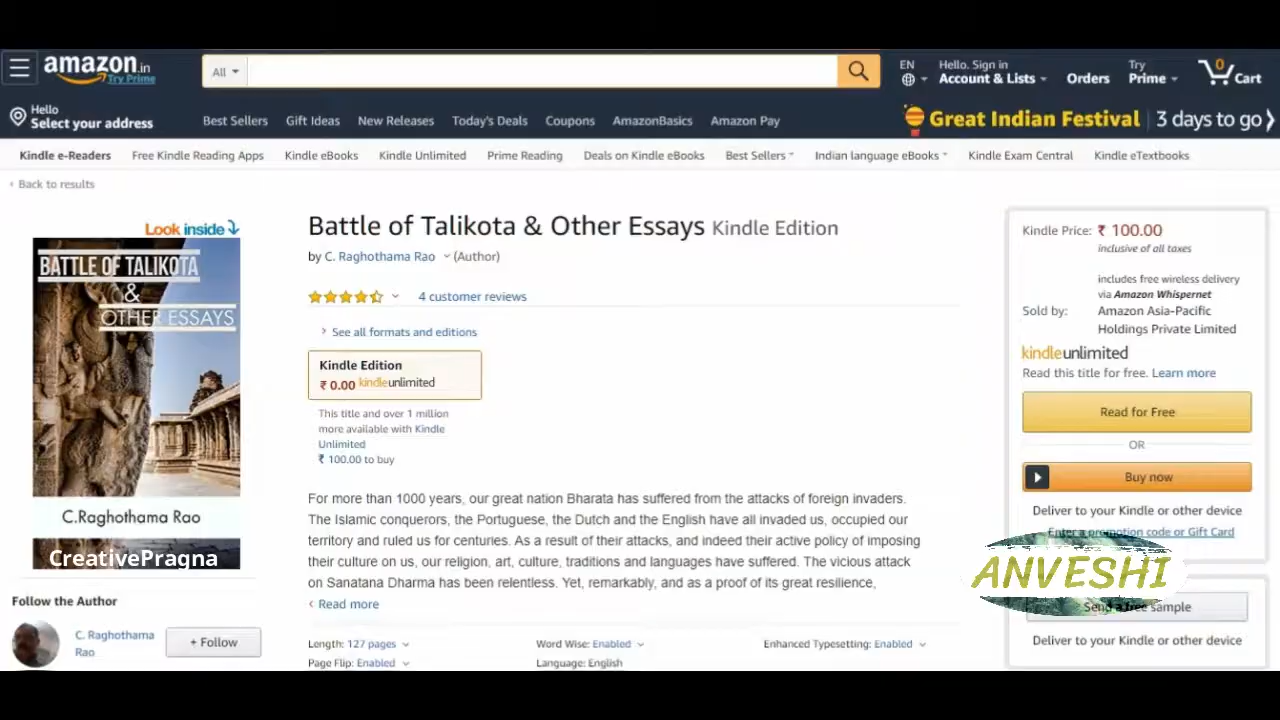 amazon.in
Try Prime
All
EN
Hello. Sign in
Account & Lists
Orders
Try
Prime
0
Cart
Hello
Select your address
Best Sellers Gift Ideas New Releases Today's Deals Coupons AmazonBasics Amazon Pay
Great Indian Festival | 3 days to go
Kindle e-Readers Free Kindle Reading Apps Kindle eBooks Kindle Unlimited Prime Reading Deals on Kindle eBooks Best Sellers Indian language eBooks Kindle Exam Central Kindle eTextbooks
‹ Back to results
Look inside
BATTLE OF TALIKOTA
&
OTHER ESSAYS
C.Raghothama Rao
CreativePragna
Follow the Author
C. Raghothama
Rao
+ Follow
Battle of Talikota & Other Essays Kindle Edition
by C. Raghothama Rao (Author)
4 customer reviews
› See all formats and editions
Kindle Edition
₹ 0.00 kindleunlimited
This title and over 1 million
more available with Kindle
Unlimited
₹ 100.00 to buy
For more than 1000 years, our great nation Bharata has suffered from the attacks of foreign invaders.
The Islamic conquerors, the Portuguese, the Dutch and the English have all invaded us, occupied our
territory and ruled us for centuries. As a result of their attacks, and indeed their active policy of imposing
their culture on us, our religion, art, culture, traditions and languages have suffered. The vicious attack
on Sanatana Dharma has been relentless. Yet, remarkably, and as a proof of its great resilience,
‹ Read more
Length: 127 pages Word Wise: Enabled Enhanced Typesetting: Enabled
Page Flip: Enabled Language: English
Kindle Price: ₹ 100.00
inclusive of all taxes
includes free wireless delivery
via Amazon Whispernet
Sold by: Amazon Asia-Pacific
Holdings Private Limited
kindleunlimited
Read this title for free. Learn more
Read for Free
OR
Buy now
Deliver to your Kindle or other device
Enter a promotion code or Gift Card
ANVESHI
Send a free sample
Deliver to your Kindle or other device